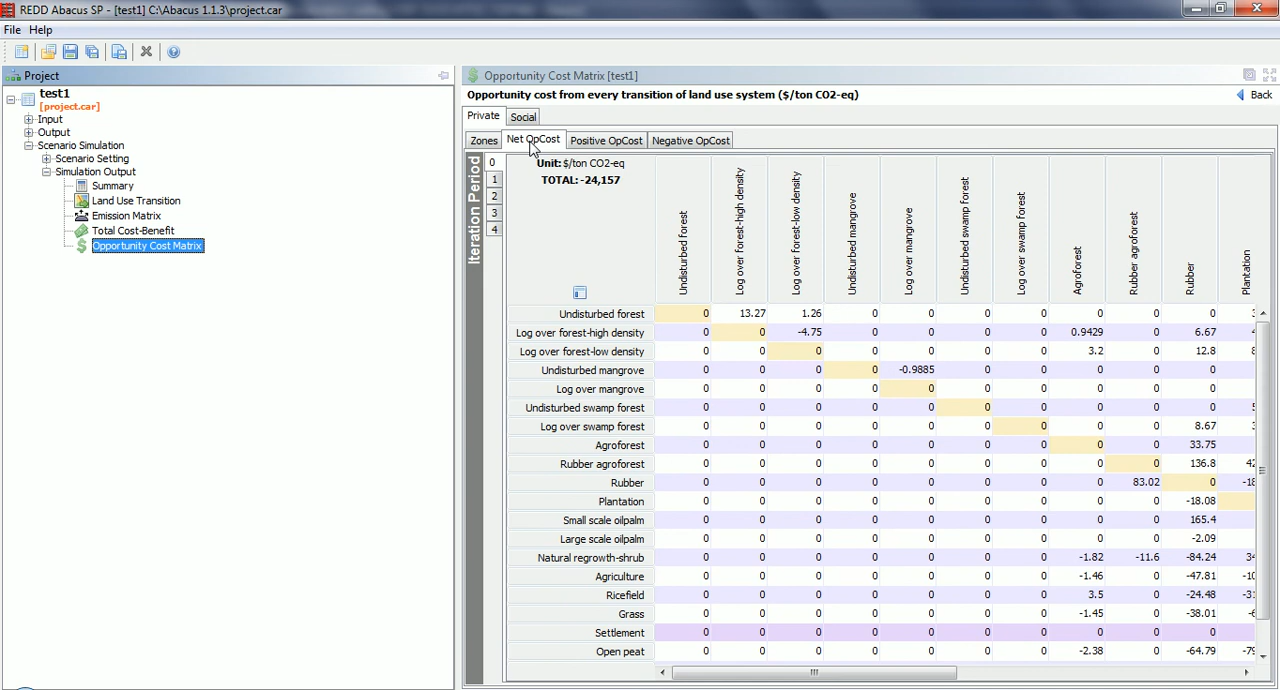 REDD Abacus SP - [test1] C:\Abacus 1.1.3\project.car
File Help
Project
test1
[project.car]
Input
Output
Scenario Simulation
Scenario Setting
Simulation Output
Summary
Land Use Transition
Emission Matrix
Total Cost-Benefit
Opportunity Cost Matrix
Opportunity Cost Matrix [test1]
Opportunity cost from every transition of land use system ($/ton CO2-eq)
Back
Private Social
Zones Net OpCost Positive OpCost Negative OpCost
Iteration Period
0
1
2
3
4
Unit: $/ton CO2-eq
TOTAL: -24,157
Undisturbed forest
Log over forest-high density
Log over forest-low density
Undisturbed mangrove
Log over mangrove
Undisturbed swamp forest
Log over swamp forest
Agroforest
Rubber agroforest
Rubber
Plantation
Undisturbed forest 0 13.27 1.26 0 0 0 0 0 0 0
Log over forest-high density 0 0 -4.75 0 0 0 0 0.9429 0 6.67 4
Log over forest-low density 0 0 0 0 0 0 0 3.2 0 12.8 8
Undisturbed mangrove 0 0 0 0 -0.9885 0 0 0 0 0
Log over mangrove 0 0 0 0 0 0 0 0 0 0
Undisturbed swamp forest 0 0 0 0 0 0 0 0 0 0 5
Log over swamp forest 0 0 0 0 0 0 0 0 0 8.67
Agroforest 0 0 0 0 0 0 0 0 0 33.75
Rubber agroforest 0 0 0 0 0 0 0 0 0 136.8 42
Rubber 0 0 0 0 0 0 0 0 83.02 0 -18
Plantation 0 0 0 0 0 0 0 0 0 -18.08
Small scale oilpalm 0 0 0 0 0 0 0 0 0 165.4
Large scale oilpalm 0 0 0 0 0 0 0 0 0 -2.09
Natural regrowth-shrub 0 0 0 0 0 0 0 -1.82 -11.6 -84.24 34
Agriculture 0 0 0 0 0 0 0 -1.46 0 -47.81 -10
Ricefield 0 0 0 0 0 0 0 3.5 0 -24.48 -31
Grass 0 0 0 0 0 0 0 -1.45 0 -38.01 -6
Settlement 0 0 0 0 0 0 0 0 0 0
Open peat 0 0 0 0 0 0 0 -2.38 0 -64.79 -79